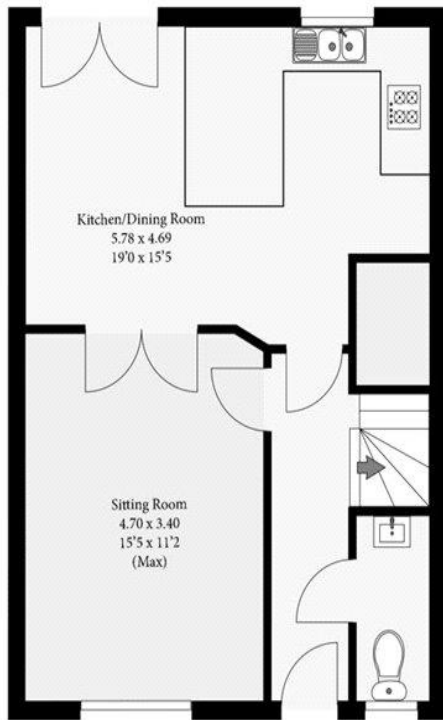 Kitchen/Dining Room
5.78 x 4.69
19'0 x 15'5
Sitting Room
4.70 x 3.40
15'5 x 11'2
(Max)